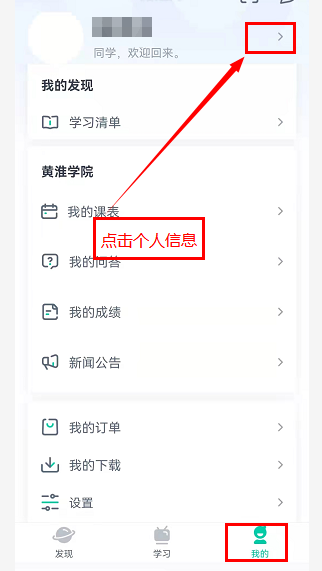 同学，欢迎回来。
我的发现
学习清单
黄淮学院
我的课表
点击个人信息
我的问答
我的成绩
新闻公告
我的订单
我的下载
设置
发现
学习
我的